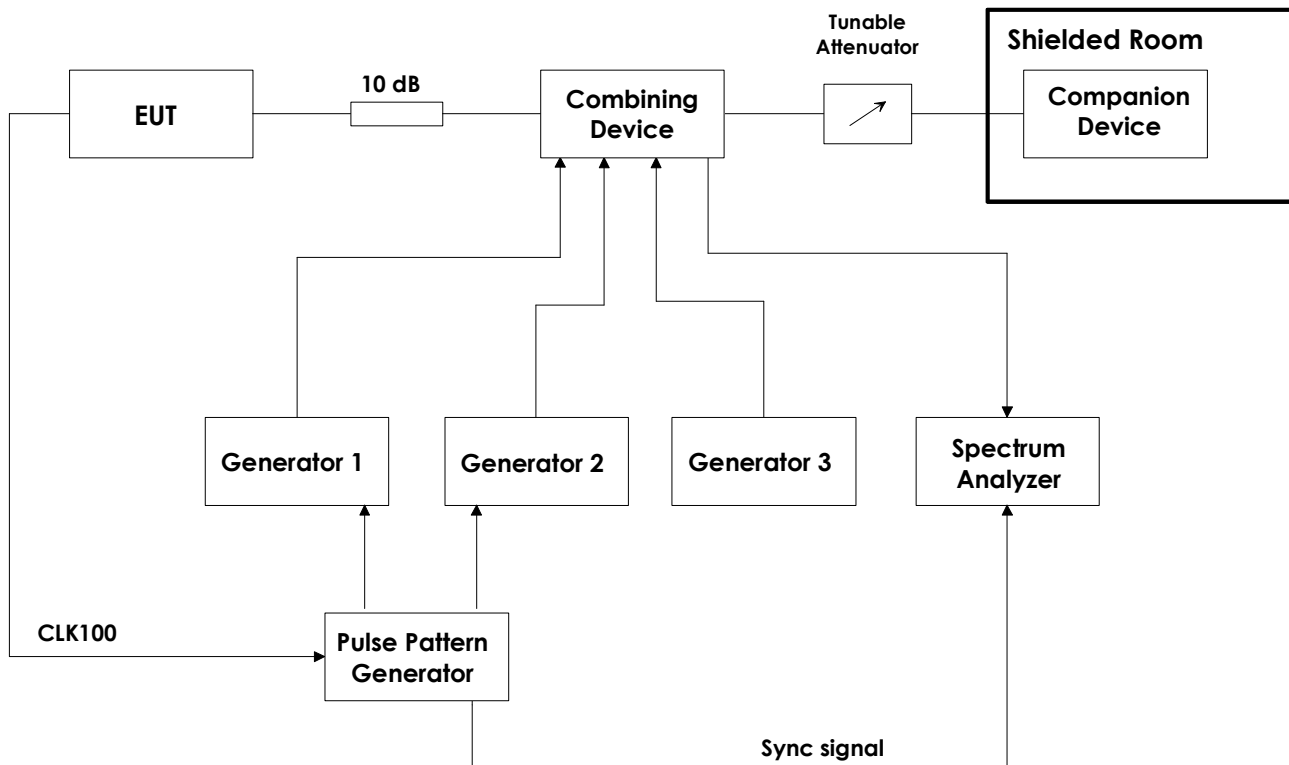 Tunable
Attenuator
Shielded Room
10 dB
EUT
Combining
Device
Companion
Device
Generator 1
Generator 2
Generator 3
Spectrum
Analyzer
CLK100
Pulse Pattern
Generator
Sync signal